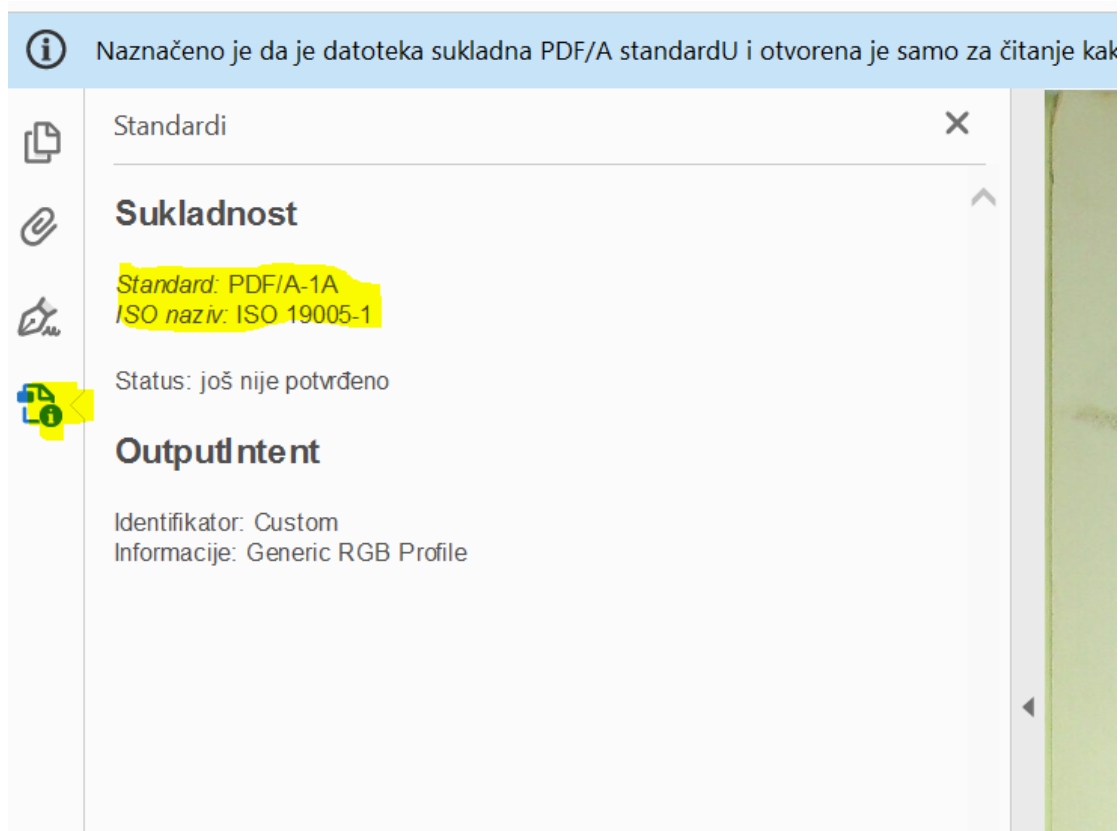 Naznačeno je da je datoteka sukladna PDF/A standardU i otvorena je samo za čitanje kak
Standardi
Sukladnost
Standard: PDF/A-1A
ISO naziv: ISO 19005-1
Status: još nije potvrđeno
OutputIntent
Identifikator: Custom
Informacije: Generic RGB Profile